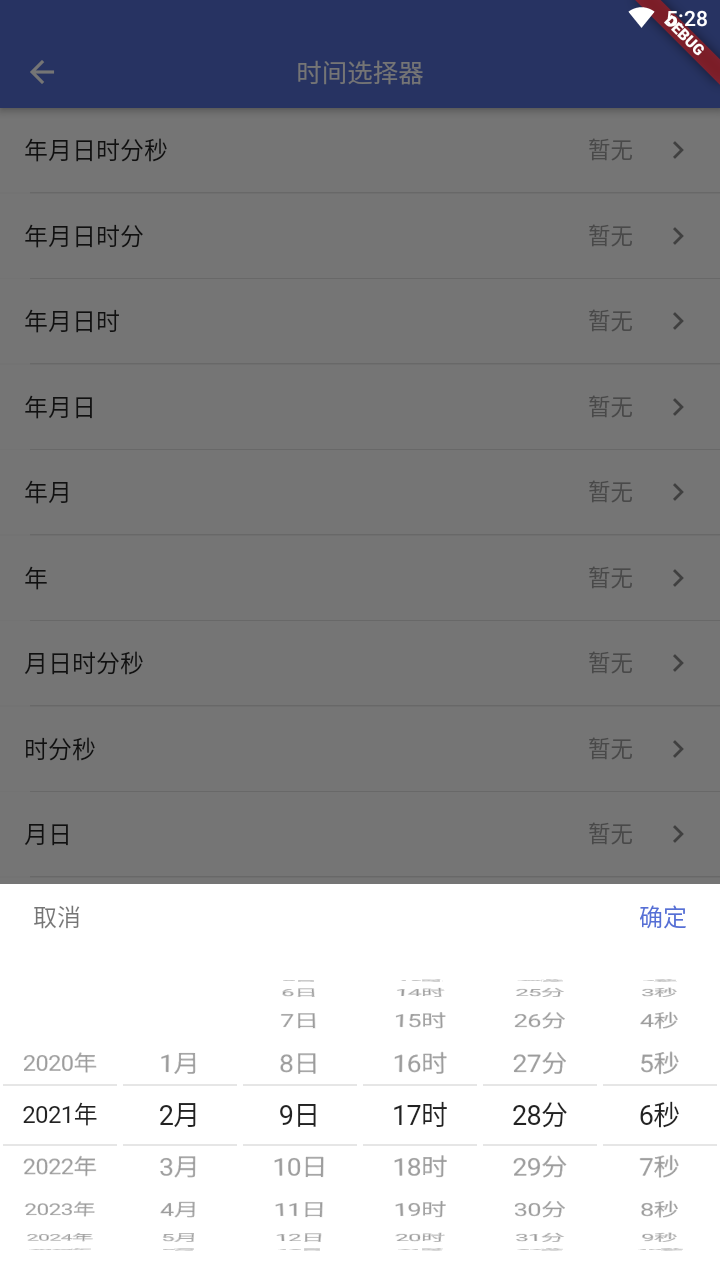 5:28
DEBUG
时间选择器
年月日时分秒 暂无
年月日时分 暂无
年月日时 暂无
年月日 暂无
年月 暂无
年 暂无
月日时分秒 暂无
时分秒 暂无
月日 暂无
取消 确定
6日 14时 25分 3秒
7日 15时 26分 4秒
2020年 1月 8日 16时 27分 5秒
2021年 2月 9日 17时 28分 6秒
2022年 3月 10日 18时 29分 7秒
2023年 4月 11日 19时 30分 8秒
2024年 5月 12日 20时 31分 9秒